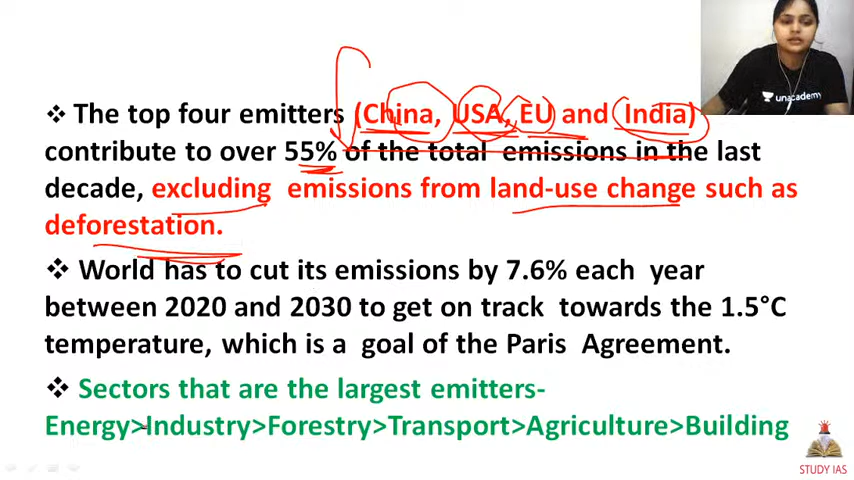 ❖ The top four emitters (China, USA, EU and India)
contribute to over 55% of the total emissions in the last
decade, excluding emissions from land-use change such as
deforestation.
❖ World has to cut its emissions by 7.6% each year
between 2020 and 2030 to get on track towards the 1.5°C
temperature, which is a goal of the Paris Agreement.
❖ Sectors that are the largest emitters-
Energy>Industry>Forestry>Transport>Agriculture>Building
unacademy
STUDY IAS